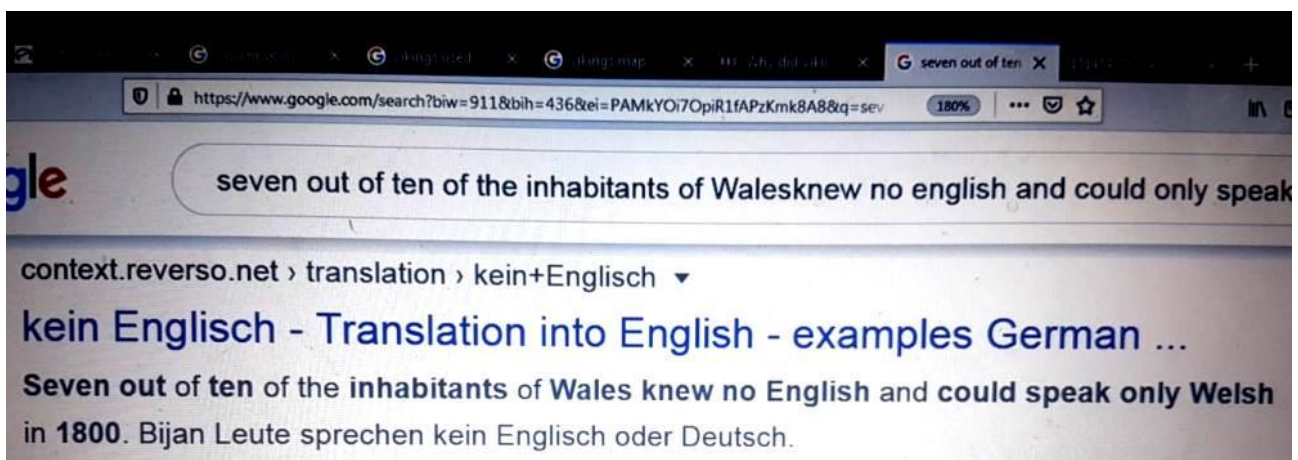 seven out of ten
https://www.google.com/search?biw=911&bih=436&ei=PAMkYOi7OpiR1fAPzKmk8A8&q=sev 180%
gle seven out of ten of the inhabitants of Walesknew no english and could only speak
context.reverso.net › translation › kein+Englisch
kein Englisch - Translation into English - examples German ...
Seven out of ten of the inhabitants of Wales knew no English and could speak only Welsh
in 1800. Bijan Leute sprechen kein Englisch oder Deutsch.